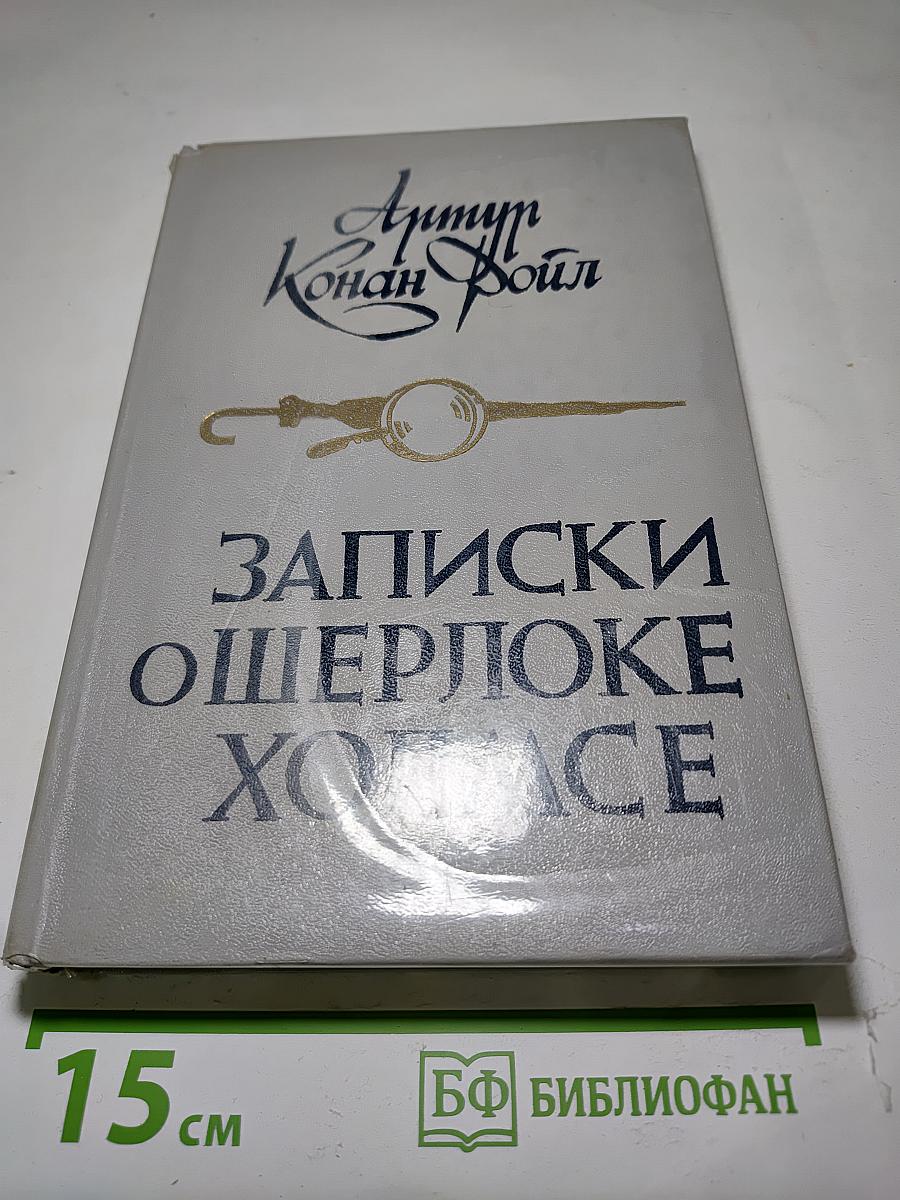 Артур
Конан Дойл
ЗАПИСКИ
О ШЕРЛОКЕ
ХОЛМСЕ
15 см
БФ БИБЛИОФАН